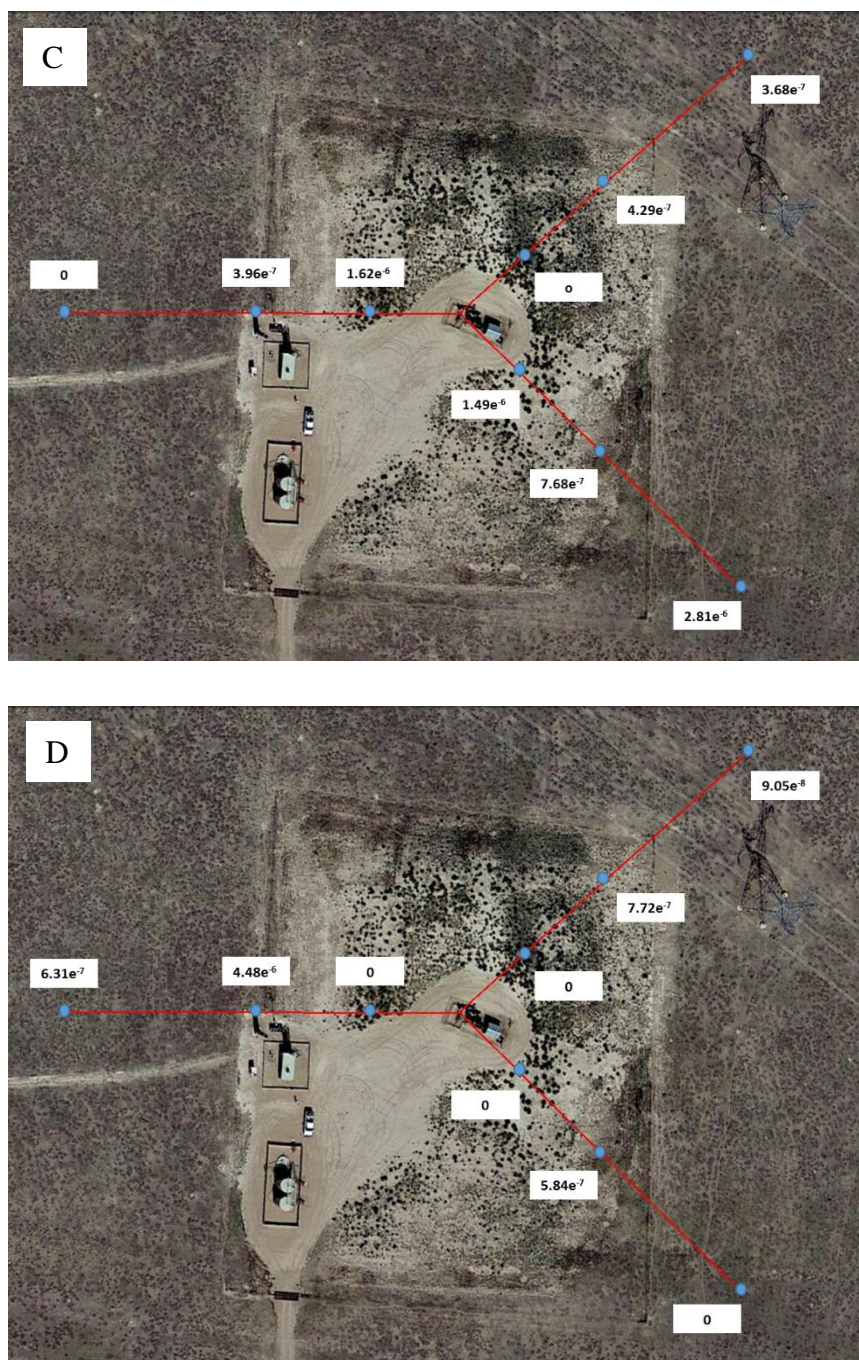 C
3.68e⁻⁷
4.29e⁻⁷
0
3.96e⁻⁷
1.62e⁻⁶
o
1.49e⁻⁶
7.68e⁻⁷
2.81e⁻⁶
D
9.05e⁻⁸
7.72e⁻⁷
6.31e⁻⁷
4.48e⁻⁶
0
0
0
5.84e⁻⁷
0